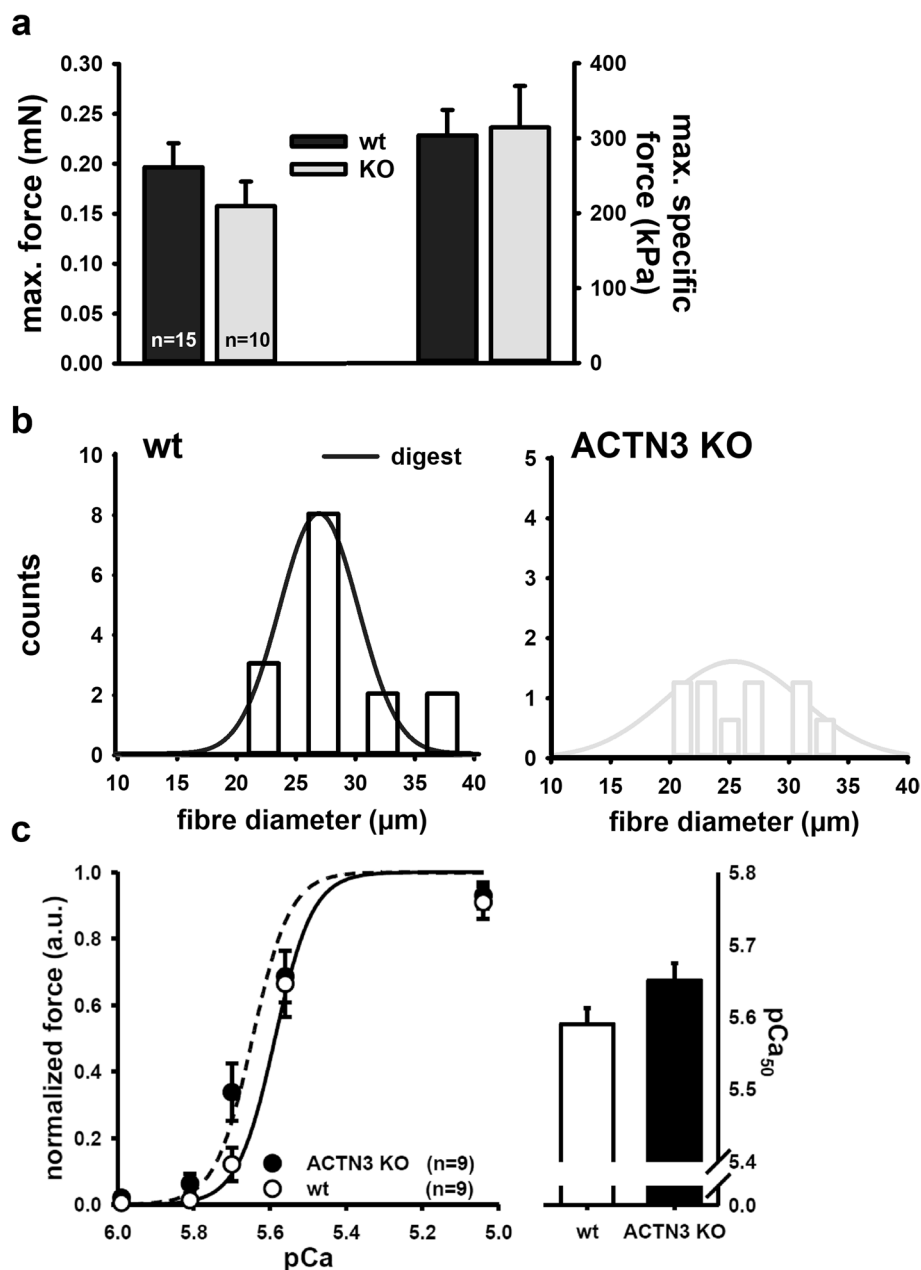 a
max. force (mN)
0.30
0.25
0.20
0.15
0.10
0.05
0.00
wt
KO
n=15
n=10
400
300
200
100
0
max. specific
force (kPa)
b
wt
digest
counts
10
8
6
4
2
0
10 15 20 25 30 35 40
fibre diameter (µm)
ACTN3 KO
5
4
3
2
1
0
10 15 20 25 30 35 40
fibre diameter (µm)
c
normalized force (a.u.)
1.0
0.8
0.6
0.4
0.2
0.0
ACTN3 KO (n=9)
wt (n=9)
6.0 5.8 5.6 5.4 5.2 5.0
pCa
5.8
5.7
5.6
5.5
5.4
0.0
pCa50
wt ACTN3 KO